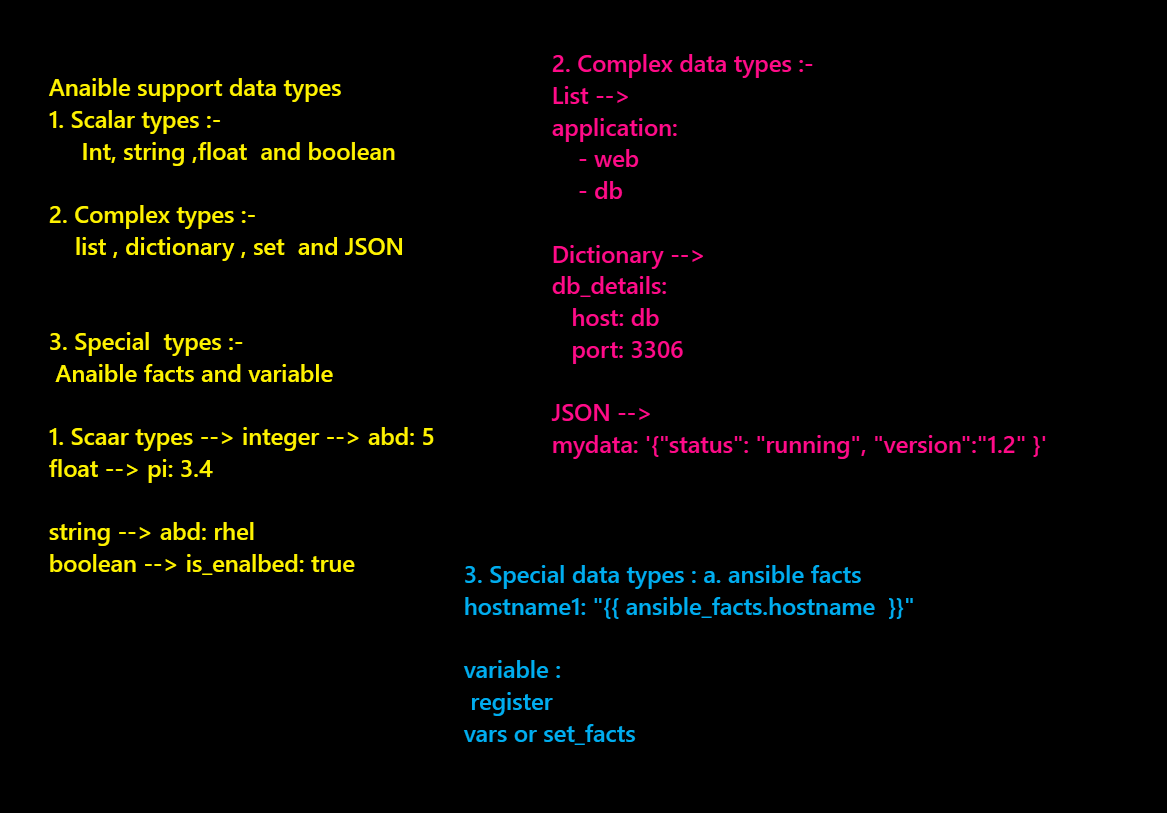 Anaible support data types
1. Scalar types :-
Int, string ,float  and boolean
2. Complex types :-
list , dictionary , set  and JSON
3. Special  types :-
Anaible facts and variable
1. Scaar types --> integer --> abd: 5
float --> pi: 3.4
string --> abd: rhel
boolean --> is_enalbed: true
2. Complex data types :-
List -->
application:
- web
- db
Dictionary -->
db_details:
host: db
port: 3306
JSON -->
mydata: '{"status": "running", "version":"1.2" }'
3. Special data types : a. ansible facts
hostname1: "{{ ansible_facts.hostname  }}"
variable :
register
vars or set_facts